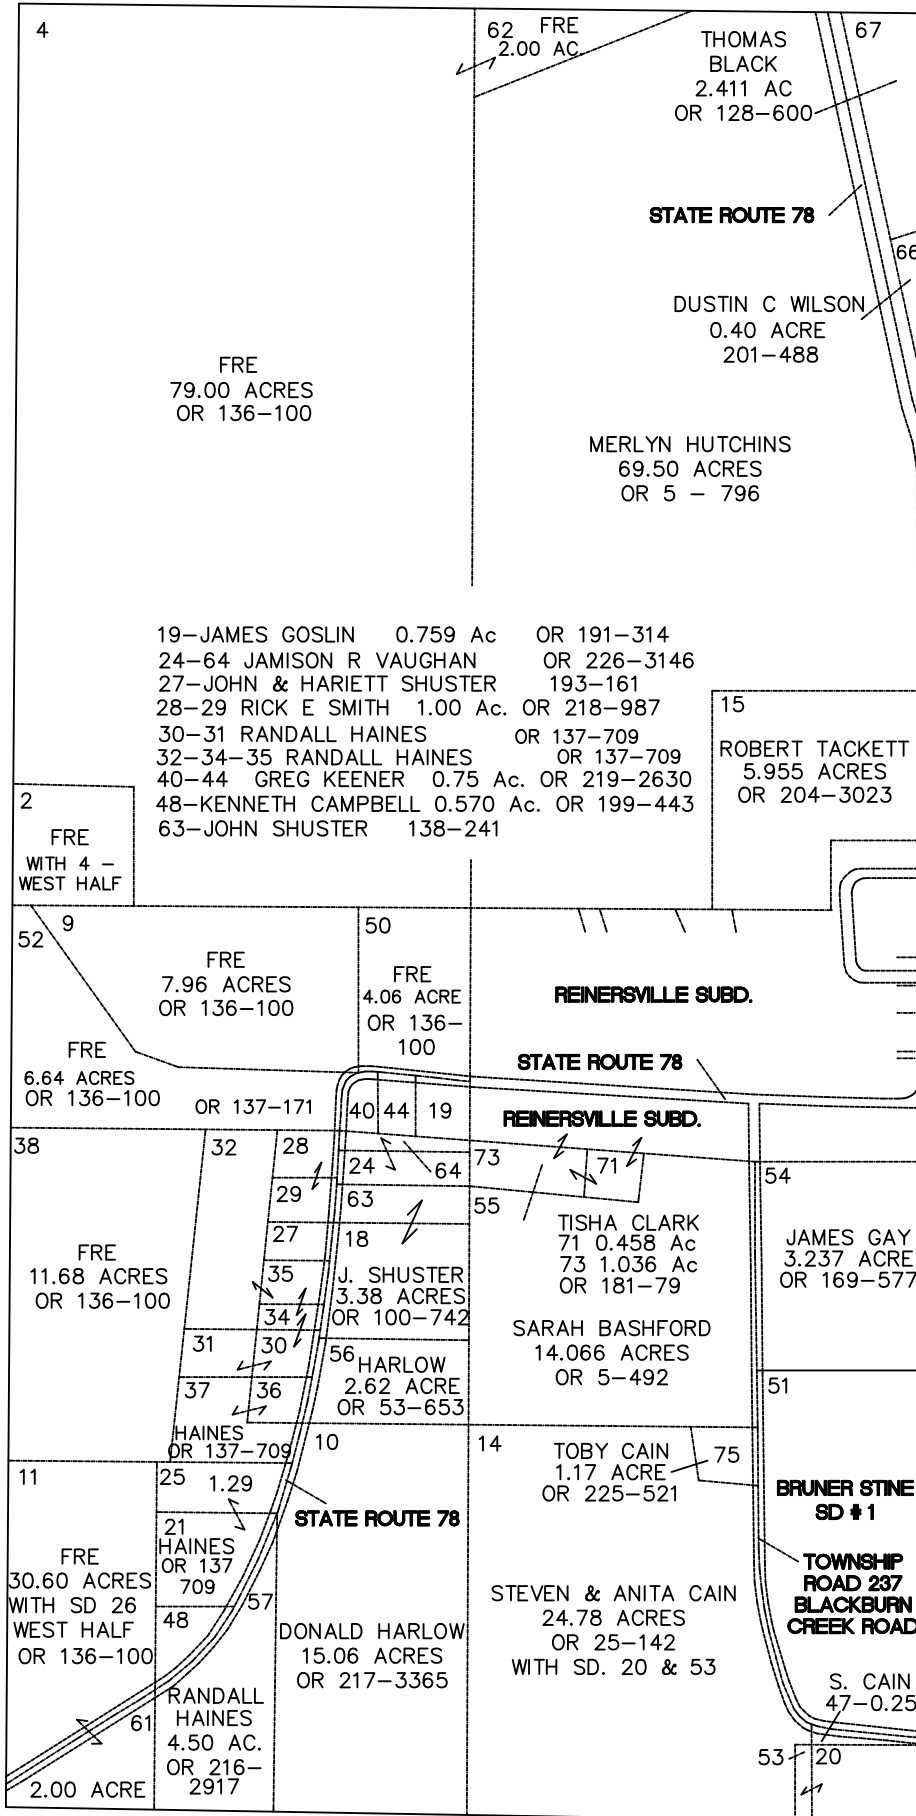 4
62 FRE
2.00 AC.
67
THOMAS
BLACK
2.411 AC
OR 128-600
STATE ROUTE 78
66
DUSTIN C WILSON
0.40 ACRE
201-488
FRE
79.00 ACRES
OR 136-100
MERLYN HUTCHINS
69.50 ACRES
OR 5 - 796
19-JAMES GOSLIN 0.759 Ac OR 191-314
24-64 JAMISON R VAUGHAN OR 226-3146
27-JOHN & HARIETT SHUSTER 193-161
28-29 RICK E SMITH 1.00 Ac. OR 218-987
30-31 RANDALL HAINES OR 137-709
32-34-35 RANDALL HAINES OR 137-709
40-44 GREG KEENER 0.75 Ac. OR 219-2630
48-KENNETH CAMPBELL 0.570 Ac. OR 199-443
63-JOHN SHUSTER 138-241
15
ROBERT TACKETT
5.955 ACRES
OR 204-3023
2
FRE
WITH 4 -
WEST HALF
52
9
FRE
7.96 ACRES
OR 136-100
50
FRE
4.06 ACRE
OR 136-
100
REINERSVILLE SUBD.
FRE
6.64 ACRES
OR 136-100
STATE ROUTE 78
OR 137-171
40
44
19
REINERSVILLE SUBD.
38
32
28
24
64
73
71
54
29
63
55
27
18
TISHA CLARK
71 0.458 Ac
73 1.036 Ac
OR 181-79
JAMES GAY
3.237 ACRE
OR 169-577
FRE
11.68 ACRES
OR 136-100
35
J. SHUSTER
3.38 ACRES
OR 100-742
34
SARAH BASHFORD
14.066 ACRES
OR 5-492
31
30
56
HARLOW
2.62 ACRE
OR 53-653
37
36
51
HAINES
OR 137-709
10
14
TOBY CAIN
1.17 ACRE
OR 225-521
75
11
25
1.29
BRUNER STINE
SD # 1
STATE ROUTE 78
21
HAINES
OR 137
709
FRE
30.60 ACRES
WITH SD 26
WEST HALF
OR 136-100
TOWNSHIP
ROAD 237
BLACKBURN
CREEK ROAD
57
48
STEVEN & ANITA CAIN
24.78 ACRES
OR 25-142
WITH SD. 20 & 53
DONALD HARLOW
15.06 ACRES
OR 217-3365
S. CAIN
47-0.25
RANDALL
HAINES
4.50 AC.
OR 216-
2917
61
2.00 ACRE
53
20